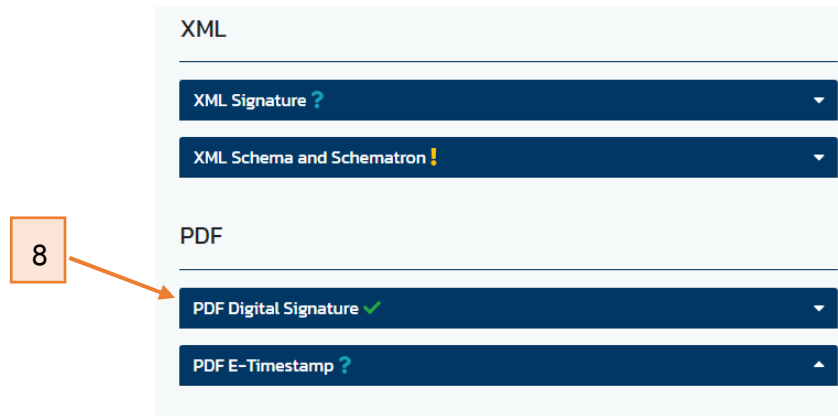 XML
XML Signature ?
XML Schema and Schematron !
PDF
8
PDF Digital Signature ✓
PDF E-Timestamp ?